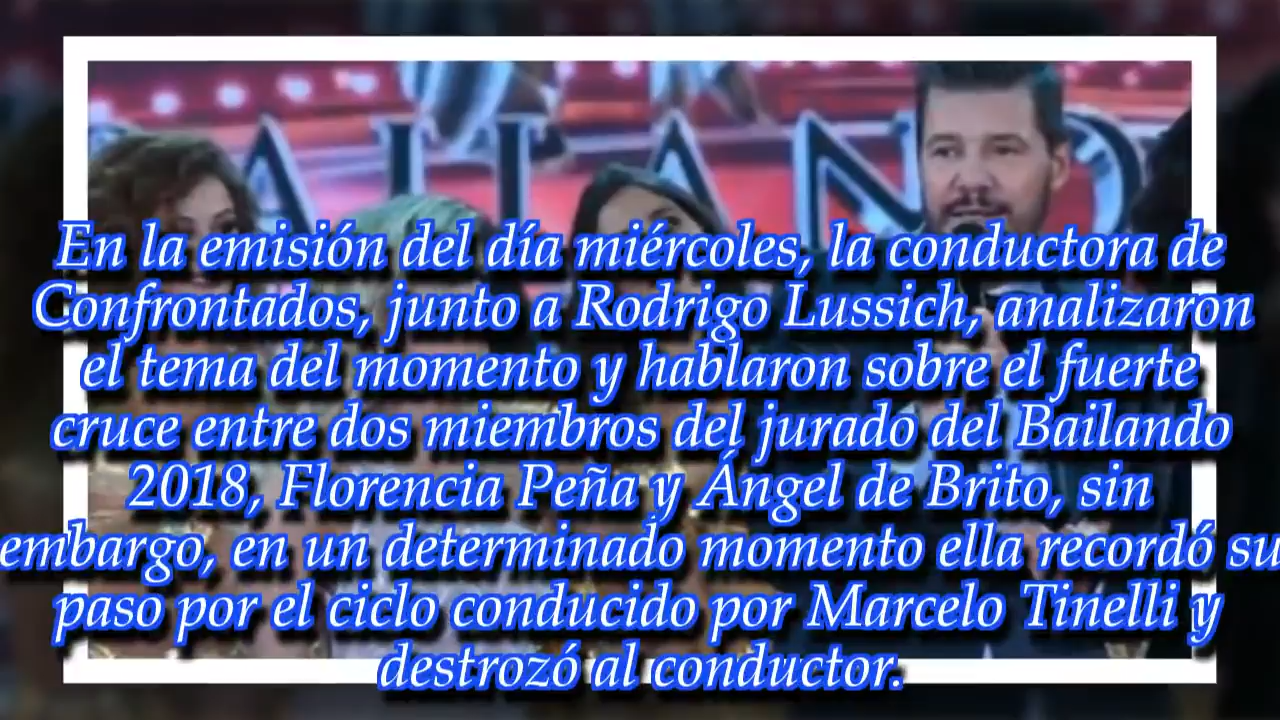 BAILANDO
En la emisión del día miércoles, la conductora de
Confrontados, junto a Rodrigo Lussich, analizaron
el tema del momento y hablaron sobre el fuerte
cruce entre dos miembros del jurado del Bailando
2018, Florencia Peña y Ángel de Brito, sin
embargo, en un determinado momento ella recordó su
paso por el ciclo conducido por Marcelo Tinelli y
destrozó al conductor.